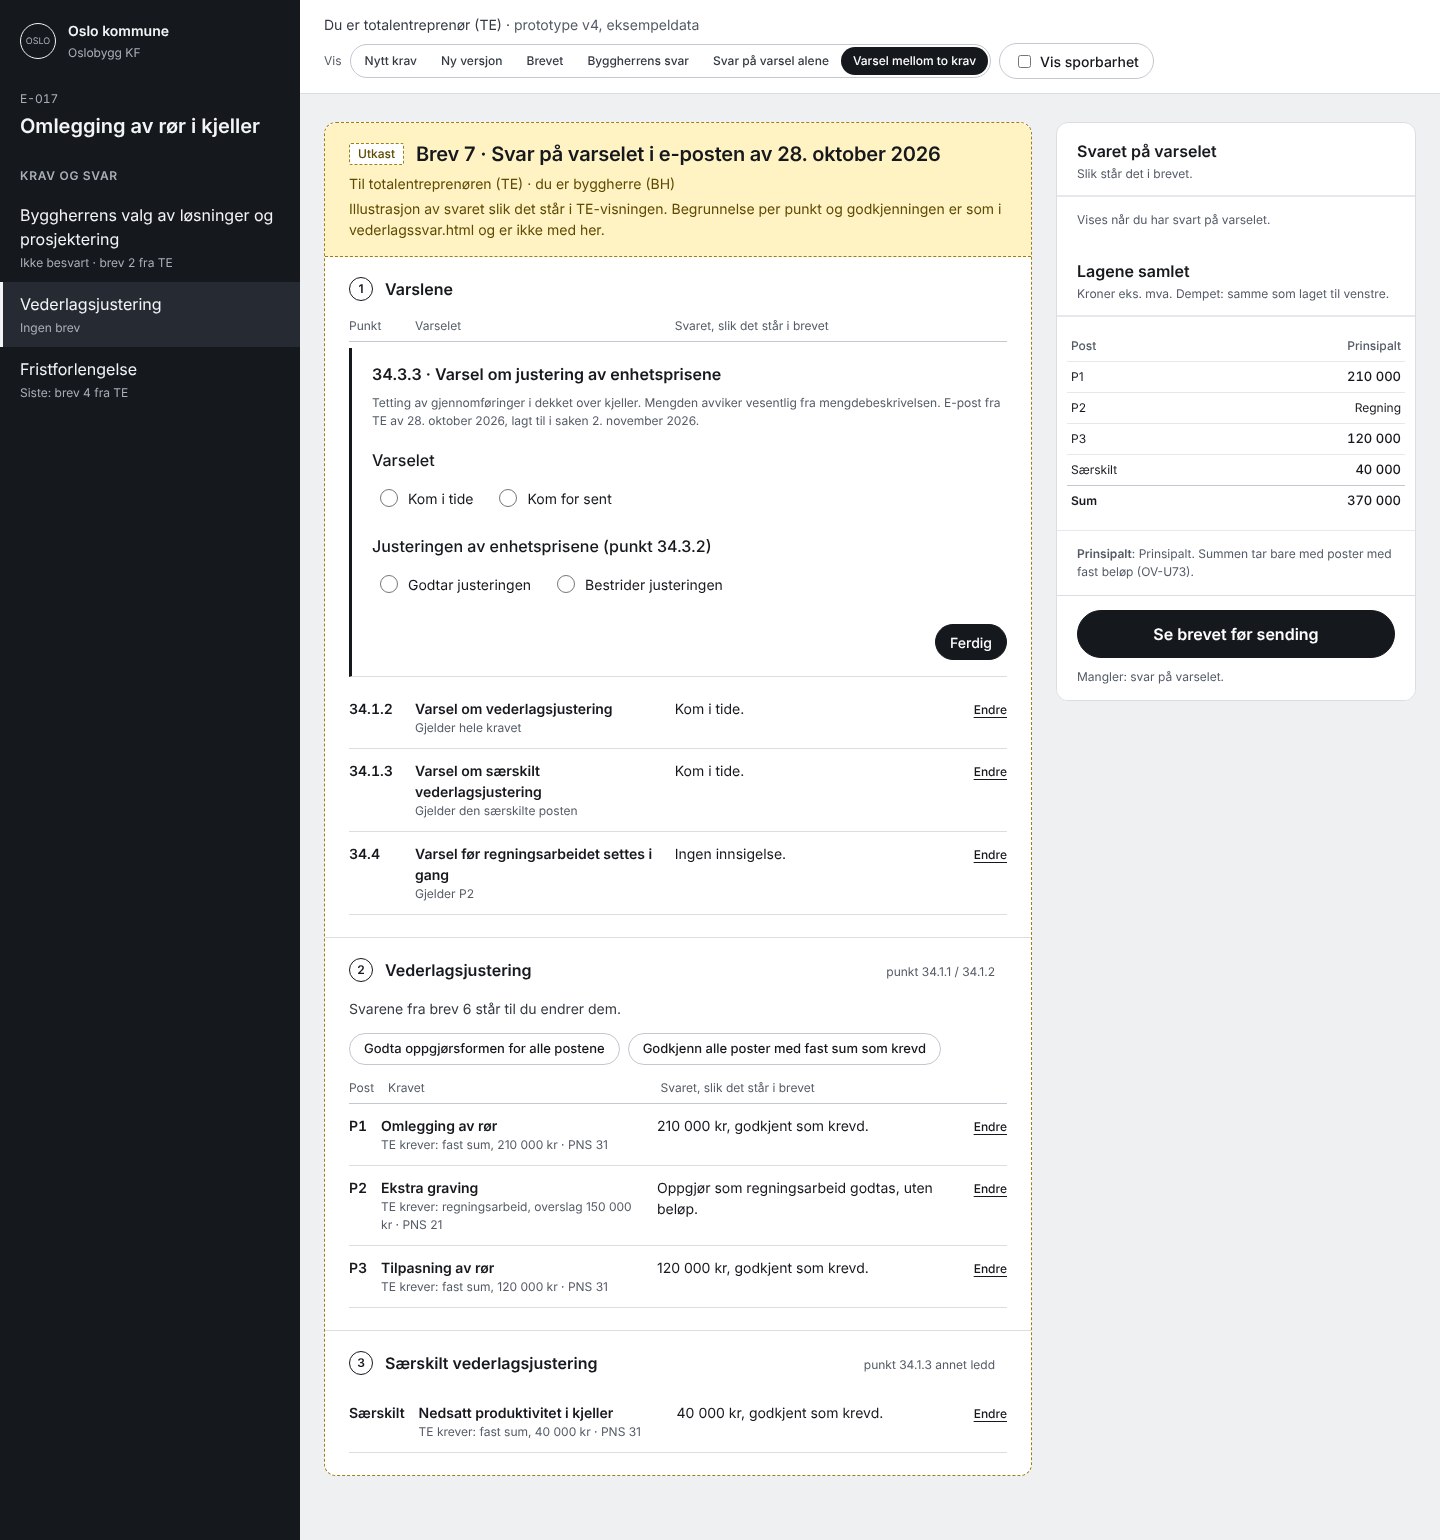 OSLO
Oslo kommune
Oslobygg KF
E-017
Omlegging av rør i kjeller
KRAV OG SVAR
Byggherrens valg av løsninger og
prosjektering
Ikke besvart · brev 2 fra TE
Vederlagsjustering
Ingen brev
Fristforlengelse
Siste: brev 4 fra TE
Du er totalentreprenør (TE) · prototype v4, eksempeldata
Vis
Nytt krav
Ny versjon
Brevet
Byggherrens svar
Svar på varsel alene
Varsel mellom to krav
Vis sporbarhet
Utkast
Brev 7 · Svar på varselet i e-posten av 28. oktober 2026
Til totalentreprenøren (TE) · du er byggherre (BH)
Illustrasjon av svaret slik det står i TE-visningen. Begrunnelse per punkt og godkjenningen er som i
vederlagssvar.html og er ikke med her.
1 Varslene
Punkt Varselet Svaret, slik det står i brevet
34.3.3 · Varsel om justering av enhetsprisene
Tetting av gjennomføringer i dekket over kjeller. Mengden avviker vesentlig fra mengdebeskrivelsen. E-post fra
TE av 28. oktober 2026, lagt til i saken 2. november 2026.
Varselet
Kom i tide Kom for sent
Justeringen av enhetsprisene (punkt 34.3.2)
Godtar justeringen Bestrider justeringen
Ferdig
34.1.2 Varsel om vederlagsjustering Kom i tide. Endre
Gjelder hele kravet
34.1.3 Varsel om særskilt Kom i tide. Endre
vederlagsjustering
Gjelder den særskilte posten
34.4 Varsel før regningsarbeidet settes i Ingen innsigelse. Endre
gang
Gjelder P2
2 Vederlagsjustering punkt 34.1.1 / 34.1.2
Svarene fra brev 6 står til du endrer dem.
Godta oppgjørsformen for alle postene Godkjenn alle poster med fast sum som krevd
Post Kravet Svaret, slik det står i brevet
P1 Omlegging av rør 210 000 kr, godkjent som krevd. Endre
TE krever: fast sum, 210 000 kr · PNS 31
P2 Ekstra graving Oppgjør som regningsarbeid godtas, uten Endre
TE krever: regningsarbeid, overslag 150 000 beløp.
kr · PNS 21
P3 Tilpasning av rør 120 000 kr, godkjent som krevd. Endre
TE krever: fast sum, 120 000 kr · PNS 31
3 Særskilt vederlagsjustering punkt 34.1.3 annet ledd
Særskilt Nedsatt produktivitet i kjeller 40 000 kr, godkjent som krevd. Endre
TE krever: fast sum, 40 000 kr · PNS 31
Svaret på varselet
Slik står det i brevet.
Vises når du har svart på varselet.
Lagene samlet
Kroner eks. mva. Dempet: samme som laget til venstre.
Post Prinsipalt
P1 210 000
P2 Regning
P3 120 000
Særskilt 40 000
Sum 370 000
Prinsipalt: Prinsipalt. Summen tar bare med poster med
fast beløp (OV-U73).
Se brevet før sending
Mangler: svar på varselet.